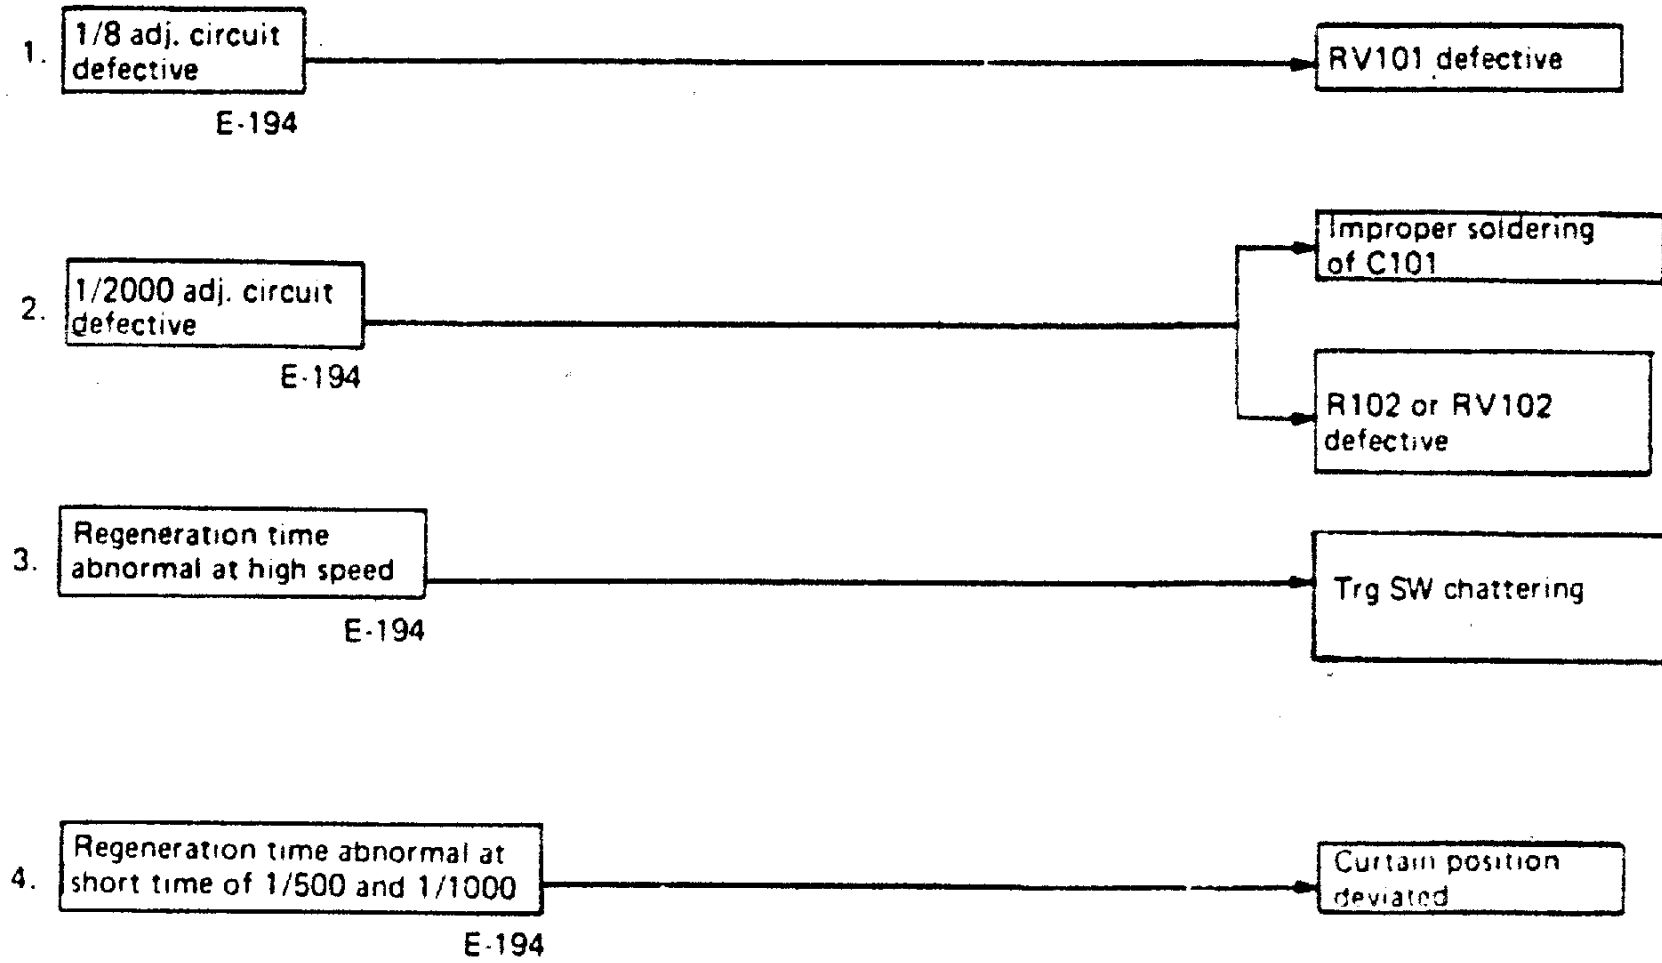 1.
1/8 adj. circuit
defective
E-194
RV101 defective
2.
1/2000 adj. circuit
defective
E-194
Improper soldering
of C101
R102 or RV102
defective
3.
Regeneration time
abnormal at high speed
E-194
Trg SW chattering
4.
Regeneration time abnormal at
short time of 1/500 and 1/1000
E-194
Curtain position
deviated